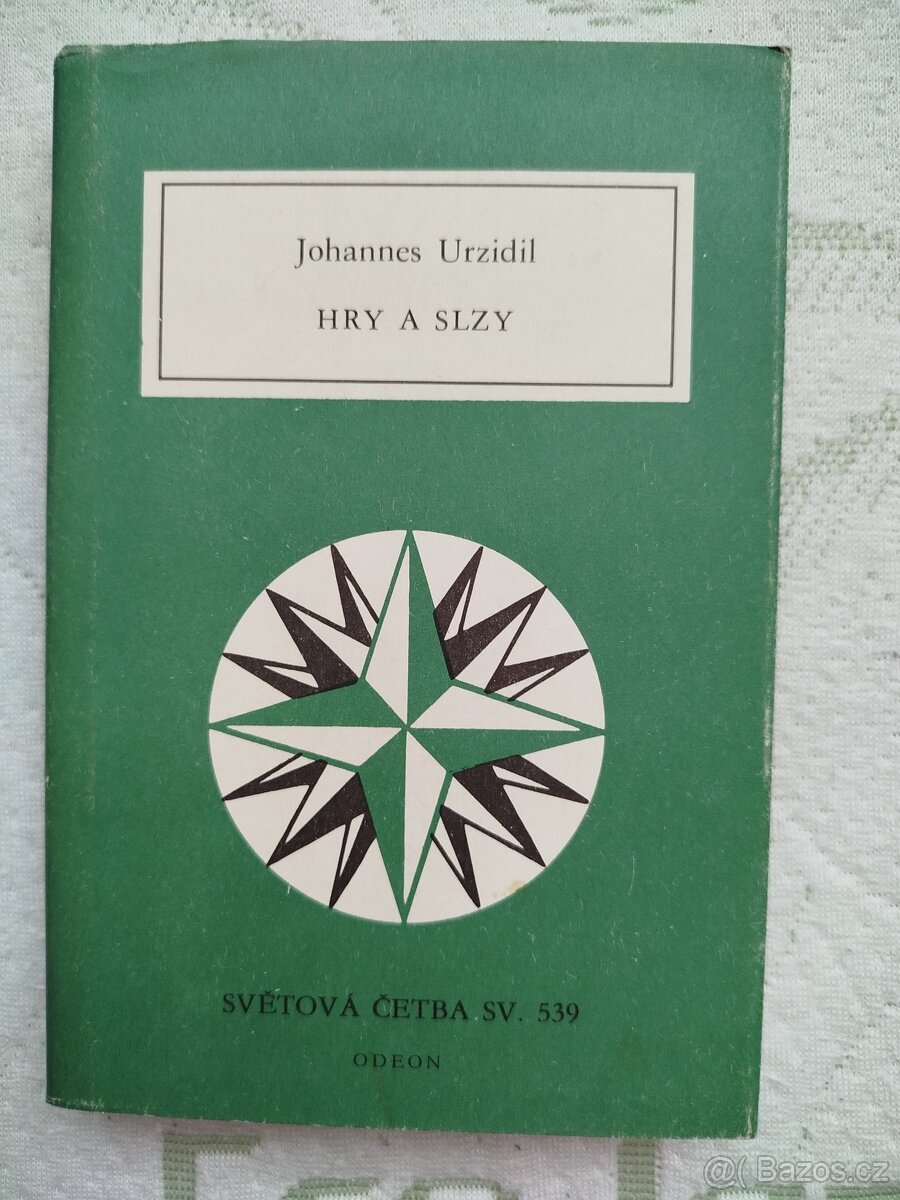 Johannes Urzidil
HRY A SLZY
SVĚTOVÁ ČETBA SV. 539
ODEON
@( Bazos.cz